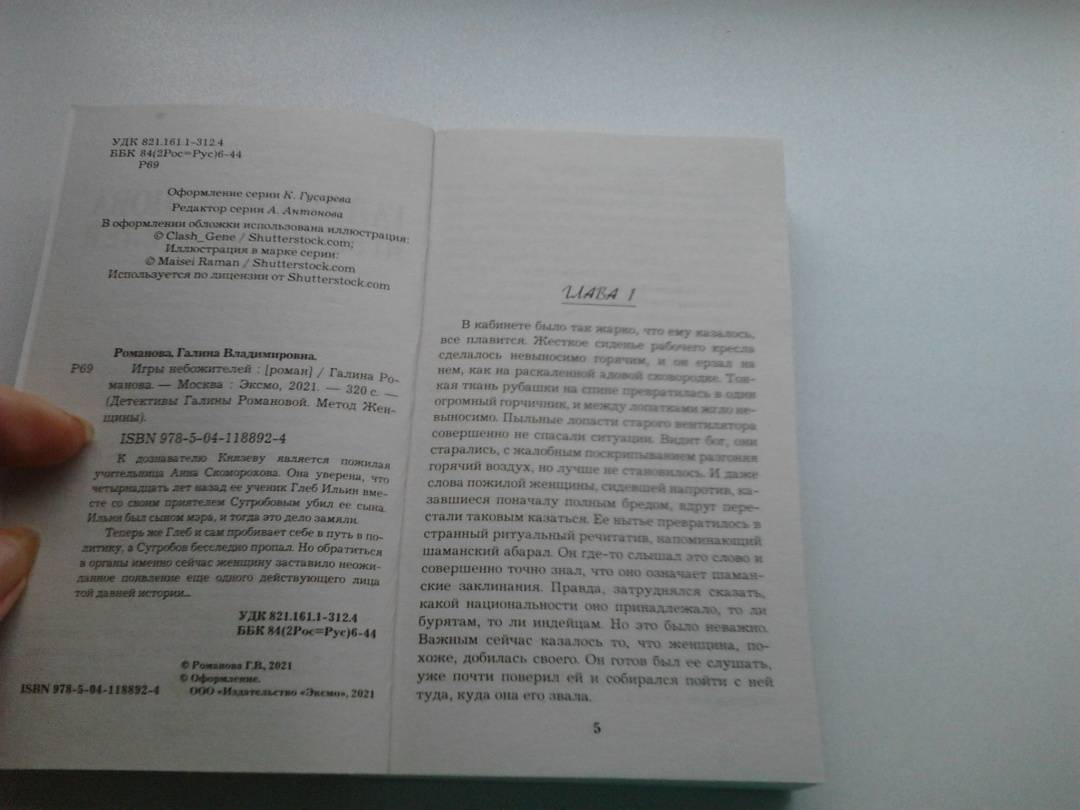 УДК 821.161.1-312.4
ББК 84(2Рос=Рус)6-44
Р69
Оформление серии К. Гусарева
Редактор серии А. Антонова
В оформлении обложки использована иллюстрация:
© Clash_Gene / Shutterstock.com;
Иллюстрация в марке серии:
© Maisei Raman / Shutterstock.com
Используется по лицензии от Shutterstock.com
Романова, Галина Владимировна.
Р69 Игры небожителей : [роман] / Галина Ро-
манова. — Москва : Эксмо, 2021. — 320 с. —
(Детективы Галины Романовой. Метод Жен-
щины).
ISBN 978-5-04-118892-4
К дознавателю Князеву является пожилая
учительница Анна Скоморохова. Она уверена, что
четырнадцать лет назад ее ученик Глеб Ильин вме-
сте со своим приятелем Сугробовым убил ее сына.
Ильин был сыном мэра, и тогда это дело замяли.
Теперь же Глеб и сам пробивает себе в путь в по-
литику, а Сугробов бесследно пропал. Но обратиться
в органы именно сейчас женщину заставило неожи-
данное появление еще одного действующего лица
той давней истории...
УДК 821.161.1-312.4
ББК 84(2Рос=Рус)6-44
© Романова Г.В., 2021
© Оформление.
ISBN 978-5-04-118892-4 ООО «Издательство «Эксмо», 2021
ГЛАВА 1
В кабинете было так жарко, что ему казалось,
все плавится. Жесткое сиденье рабочего кресла
сделалось невыносимо горячим, и он ерзал на
нем, как на раскаленной адовой сковородке. Тон-
кая ткань рубашки на спине превратилась в один
огромный горчичник, и между лопатками жгло не-
выносимо. Пыльные лопасти старого вентилятора
совершенно не спасали ситуации. Видит бог, они
старались, с жалобным поскрипыванием разгоняя
горячий воздух, но лучше не становилось. И даже
слова пожилой женщины, сидевшей напротив, ка-
завшиеся поначалу полным бредом, вдруг пере-
стали таковым казаться. Ее нытье превратилось в
странный ритуальный речитатив, напоминающий
шаманский абарал. Он где-то слышал это слово и
совершенно точно знал, что оно означает шаман-
ские заклинания. Правда, затруднялся сказать,
какой национальности оно принадлежало, то ли
бурятам, то ли индейцам. Но это было неважно.
Важным сейчас казалось то, что женщина, по-
хоже, добилась своего. Он готов был ее слушать,
уже почти поверил ей и собирался пойти с ней
туда, куда она его звала.
5